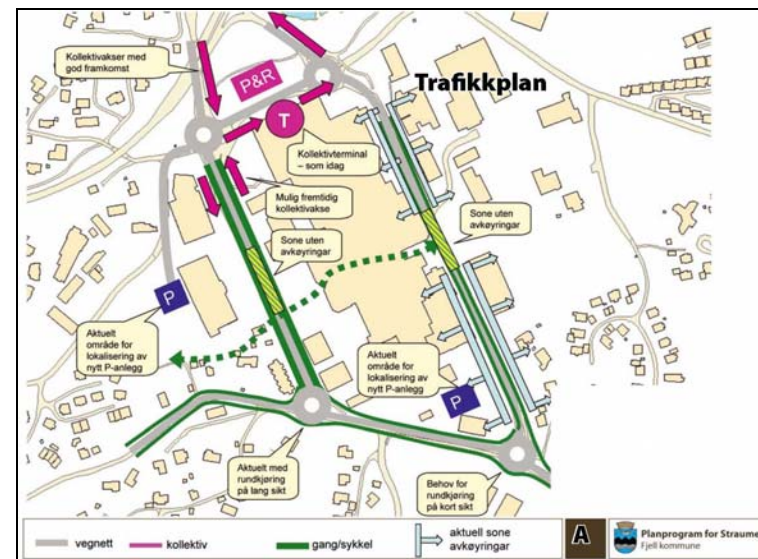 Kollektivakser med
god framkomst
P&R
Trafikkplan
T
Kollektivterminal
– som idag
Mulig fremtidig
kollektivakse
Sone uten
avkøyringar
Sone uten
avkøyringar
P
Aktuelt
område for
lokalisering av
nytt P-anlegg
Aktuelt
område for
lokalisering av
nytt P-anlegg
P
Aktuelt med
rundkjøring
på lang sikt
Behov for
rundkjøring
på kort sikt
vegnett
kollektiv
gang/sykkel
aktuell sone
avkøyringar
A
Planprogram for Straume
Fjell kommune